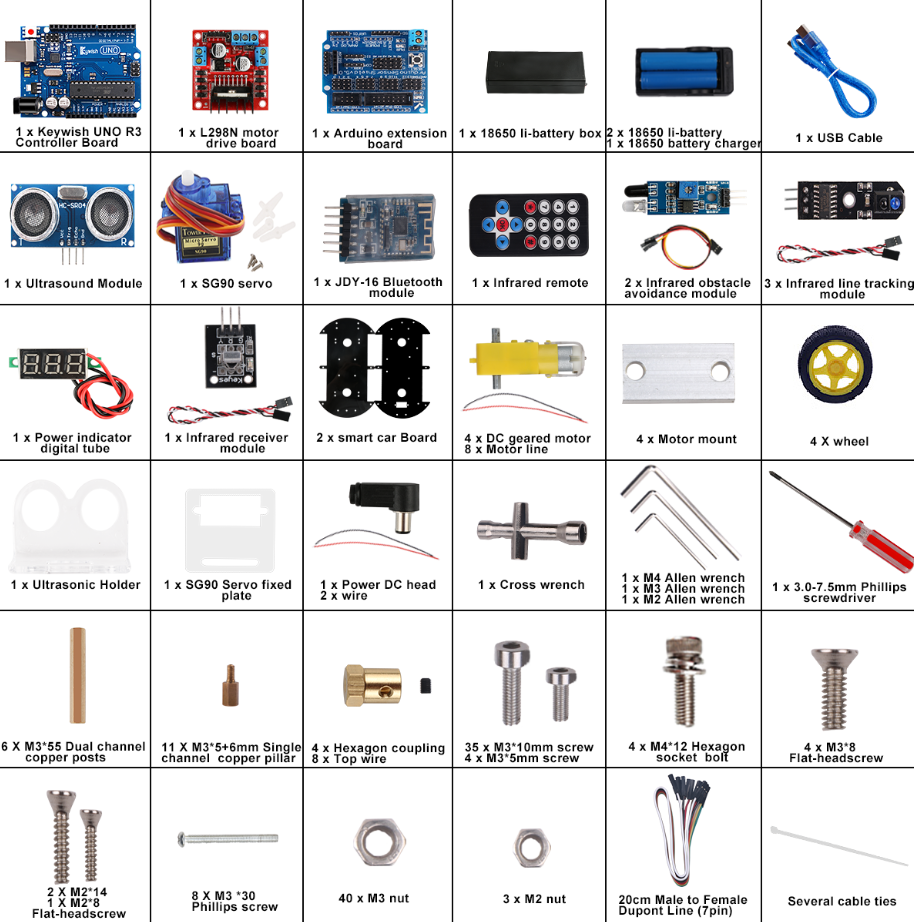 Keywish UNO
1 x Keywish UNO R3
Controller Board
1 x L298N motor
drive board
1 x Arduino extension
board
1 x 18650 li-battery box
2 x 18650 li-battery
1 x 18650 battery charger
1 x USB Cable
HC-SR04
T
R
1 x Ultrasound Module
1 x SG90 servo
1 x JDY-16 Bluetooth
module
1 x Infrared remote
2 x Infrared obstacle
avoidance module
3 x Infrared line tracking
module
1 x Power indicator
digital tube
Keyes
1 x Infrared receiver
module
2 x smart car Board
4 x DC geared motor
8 x Motor line
4 x Motor mount
4 X wheel
1 x Ultrasonic Holder
1 x SG90 Servo fixed
plate
1 x Power DC head
2 x wire
1 x Cross wrench
1 x M4 Allen wrench
1 x M3 Allen wrench
1 x M2 Allen wrench
1 x 3.0-7.5mm Phillips
screwdriver
6 X M3*55 Dual channel
copper posts
11 X M3*5+6mm Single
channel copper pillar
4 x Hexagon coupling
8 x Top wire
35 x M3*10mm screw
4 x M3*5mm screw
4 x M4*12 Hexagon
socket bolt
4 x M3*8
Flat-headscrew
2 X M2*14
1 X M2*8
Flat-headscrew
8 X M3 *30
Phillips screw
40 x M3 nut
3 x M2 nut
20cm Male to Female
Dupont Line (7pin)
Several cable ties